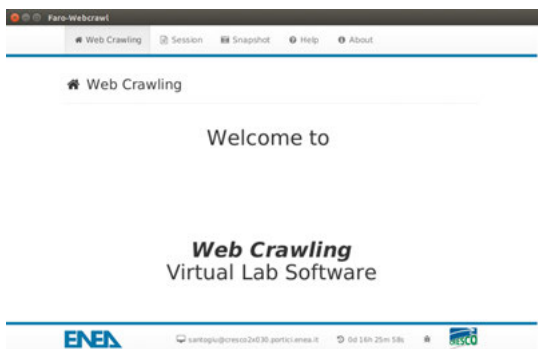 Faro-Webcrawl
Web Crawling Session Snapshot Help About
Web Crawling
Welcome to
Web Crawling
Virtual Lab Software
ENEA santogiu@cresco2x030.portici.enea.it 0d 16h 25m 58s